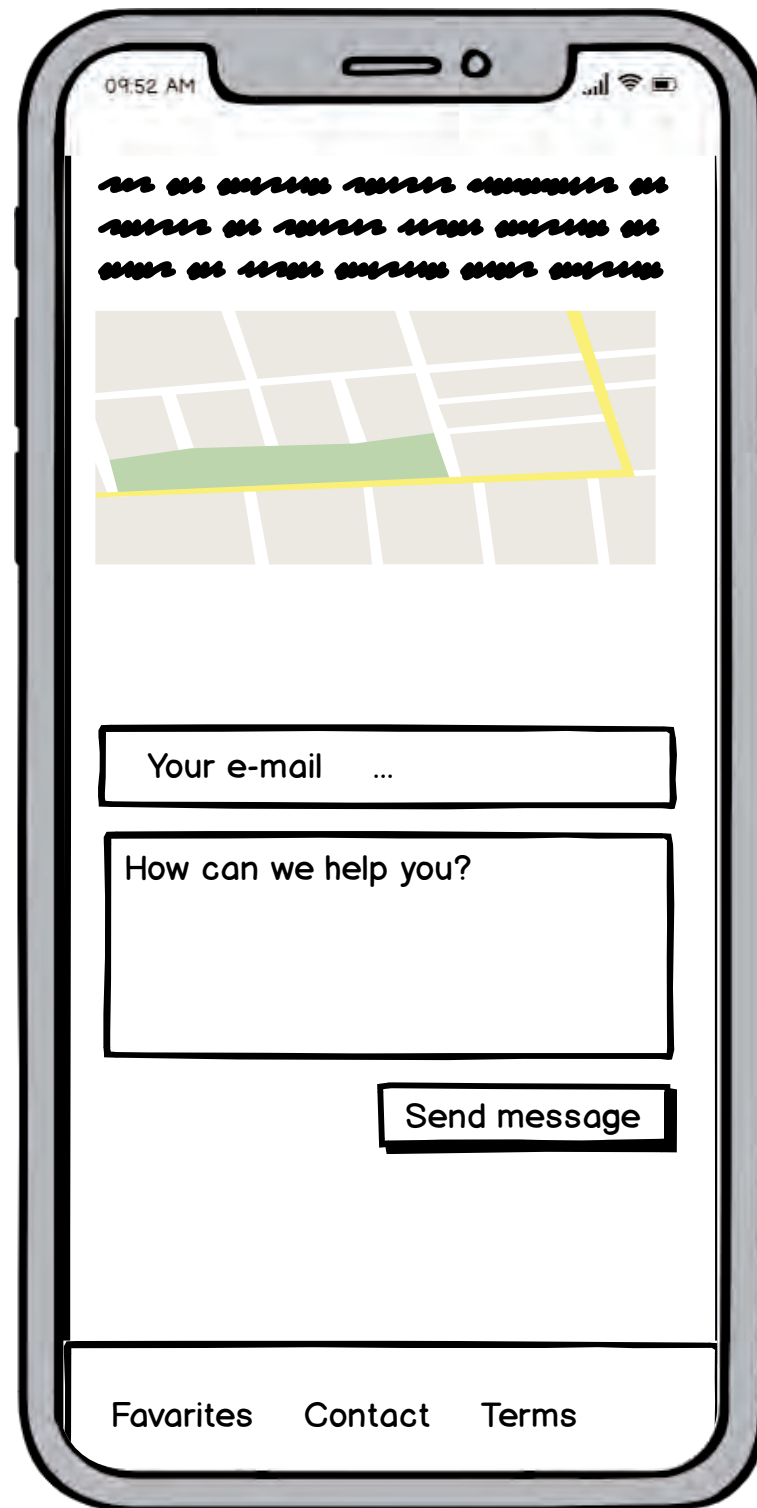 09:52 AM
Your e-mail ...
How can we help you?
Send message
Favarites Contact Terms